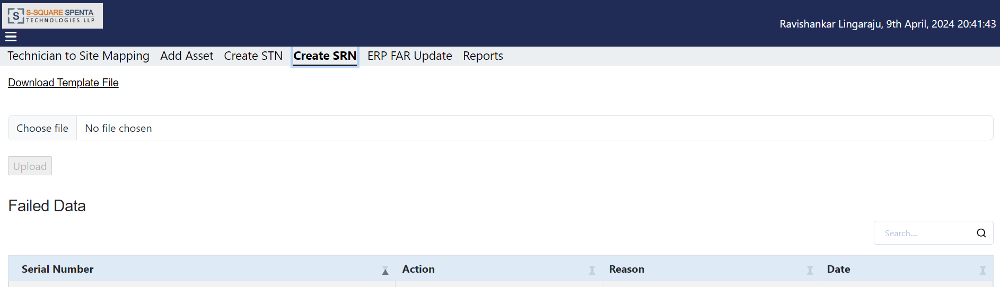 S S-SQUARE SPENTA
TECHNOLOGIES LLP
Ravishankar Lingaraju, 9th April, 2024 20:41:43
Technician to Site Mapping Add Asset Create STN Create SRN ERP FAR Update Reports
Download Template File
Choose file No file chosen
Upload
Failed Data
Search....
Serial Number Action Reason Date